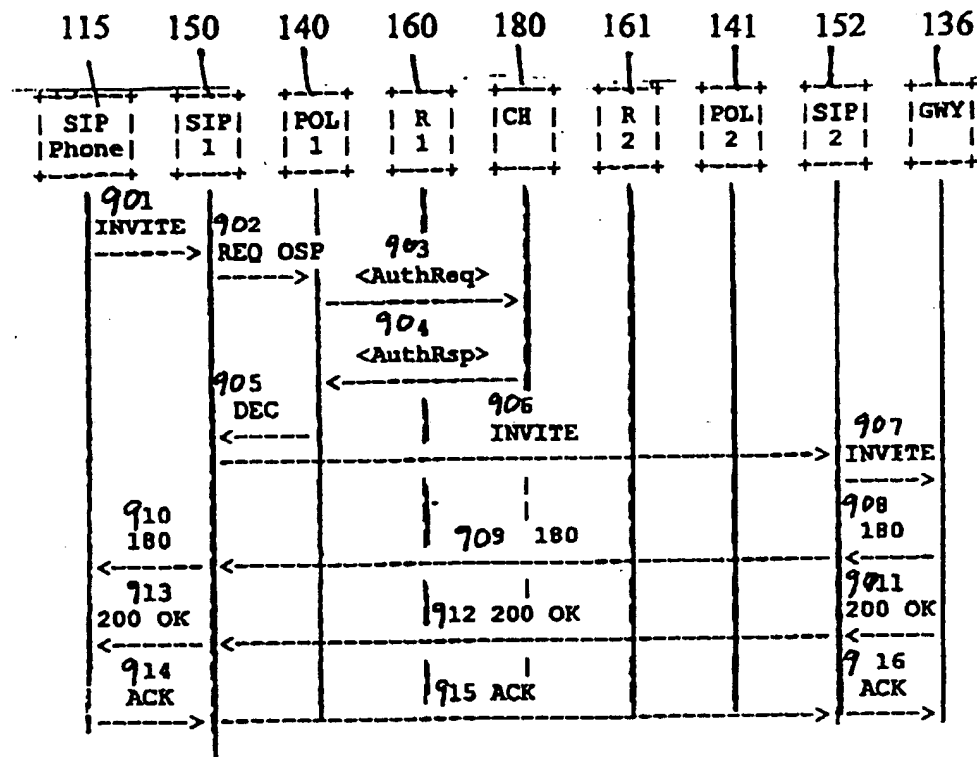 115 150 140 160 180 161 141 152 136
SIP SIP POL R CH R POL SIP GWY
Phone 1 1 1 2 2 2
901
INVITE
902
REQ OSP
903
<AuthReq>
904
<AuthRsp>
905
DEC
906
INVITE
907
INVITE
908
180
909 180
910
180
9011
200 OK
912 200 OK
913
200 OK
914
ACK
915 ACK
9 16
ACK